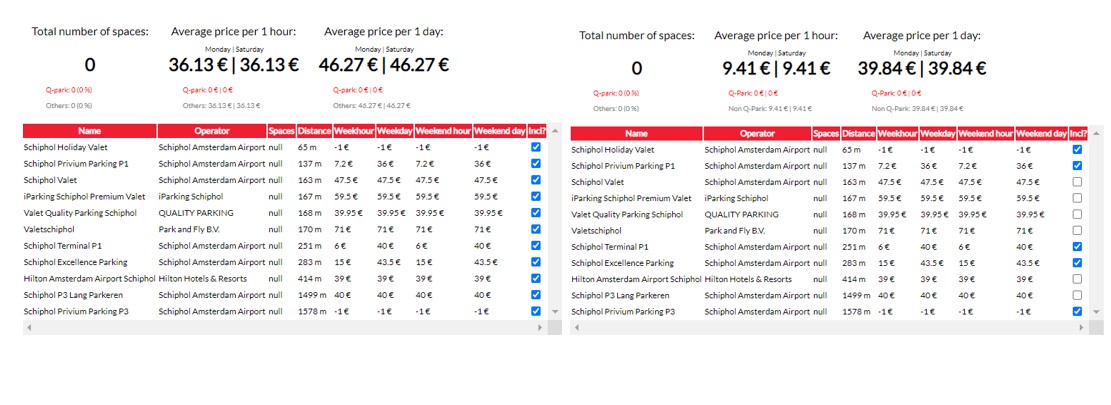 Total number of spaces: Average price per 1 hour: Average price per 1 day:
Monday | Saturday Monday | Saturday
0 36.13 € | 36.13 € 46.27 € | 46.27 €
Q-park: 0 (0 %) Q-park: 0 € | 0 € Q-park: 0 € | 0 €
Others: 0 (0 %) Others: 36.13 € | 36.13 € Others: 46.27 € | 46.27 €
Name Operator Spaces Distance Weekhour Weekday Weekend hour Weekend day Incl?
Schiphol Holiday Valet Schiphol Amsterdam Airport null 65 m -1 € -1 € -1 € -1 €
Schiphol Privium Parking P1 Schiphol Amsterdam Airport null 137 m 7.2 € 36 € 7.2 € 36 €
Schiphol Valet Schiphol Amsterdam Airport null 163 m 47.5 € 47.5 € 47.5 € 47.5 €
iParking Schiphol Premium Valet iParking Schiphol null 167 m 59.5 € 59.5 € 59.5 € 59.5 €
Valet Quality Parking Schiphol QUALITY PARKING null 168 m 39.95 € 39.95 € 39.95 € 39.95 €
Valetschiphol Park and Fly B.V. null 170 m 71 € 71 € 71 € 71 €
Schiphol Terminal P1 Schiphol Amsterdam Airport null 251 m 6 € 40 € 6 € 40 €
Schiphol Excellence Parking Schiphol Amsterdam Airport null 283 m 15 € 43.5 € 15 € 43.5 €
Hilton Amsterdam Airport Schiphol Hilton Hotels & Resorts null 414 m 39 € 39 € 39 € 39 €
Schiphol P3 Lang Parkeren Schiphol Amsterdam Airport null 1499 m 40 € 40 € 40 € 40 €
Schiphol Privium Parking P3 Schiphol Amsterdam Airport null 1578 m -1 € -1 € -1 € -1 €
Total number of spaces: Average price per 1 hour: Average price per 1 day:
Monday | Saturday Monday | Saturday
0 9.41 € | 9.41 € 39.84 € | 39.84 €
Q-park: 0 (0 %) Q-Park: 0 € | 0 € Q-Park: 0 € | 0 €
Others: 0 (0 %) Non Q-Park: 9.41 € | 9.41 € Non Q-Park: 39.84 € | 39.84 €
Name Operator Spaces Distance Weekhour Weekday Weekend hour Weekend day Incl?
Schiphol Holiday Valet Schiphol Amsterdam Airport null 65 m -1 € -1 € -1 € -1 €
Schiphol Privium Parking P1 Schiphol Amsterdam Airport null 137 m 7.2 € 36 € 7.2 € 36 €
Schiphol Valet Schiphol Amsterdam Airport null 163 m 47.5 € 47.5 € 47.5 € 47.5 €
iParking Schiphol Premium Valet iParking Schiphol null 167 m 59.5 € 59.5 € 59.5 € 59.5 €
Valet Quality Parking Schiphol QUALITY PARKING null 168 m 39.95 € 39.95 € 39.95 € 39.95 €
Valetschiphol Park and Fly B.V. null 170 m 71 € 71 € 71 € 71 €
Schiphol Terminal P1 Schiphol Amsterdam Airport null 251 m 6 € 40 € 6 € 40 €
Schiphol Excellence Parking Schiphol Amsterdam Airport null 283 m 15 € 43.5 € 15 € 43.5 €
Hilton Amsterdam Airport Schiphol Hilton Hotels & Resorts null 414 m 39 € 39 € 39 € 39 €
Schiphol P3 Lang Parkeren Schiphol Amsterdam Airport null 1499 m 40 € 40 € 40 € 40 €
Schiphol Privium Parking P3 Schiphol Amsterdam Airport null 1578 m -1 € -1 € -1 € -1 €